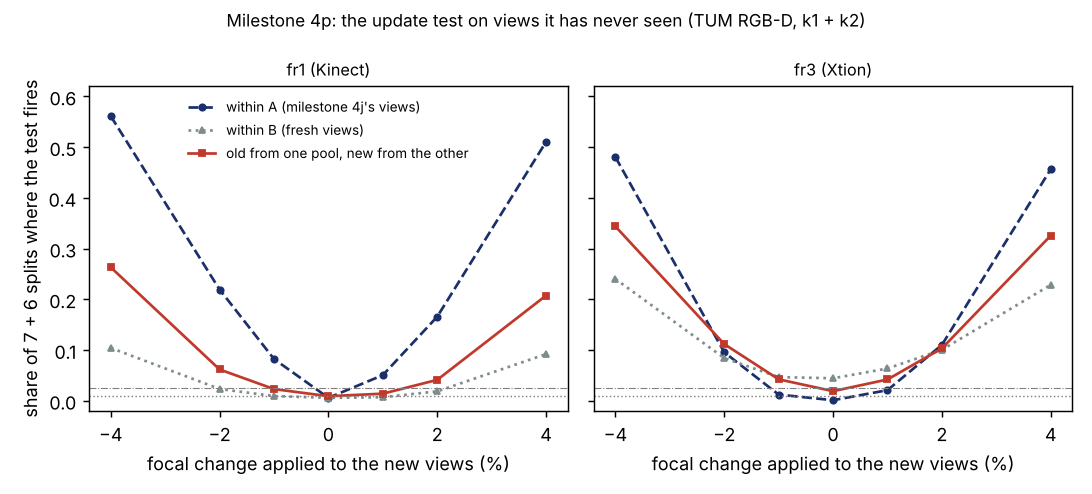 Milestone 4p: the update test on views it has never seen (TUM RGB-D, k1 + k2)
fr1 (Kinect)
fr3 (Xtion)
share of 7 + 6 splits where the test fires
0.6
0.5
0.4
0.3
0.2
0.1
0.0
within A (milestone 4j's views)
within B (fresh views)
old from one pool, new from the other
−4
−2
0
2
4
−4
−2
0
2
4
focal change applied to the new views (%)
focal change applied to the new views (%)